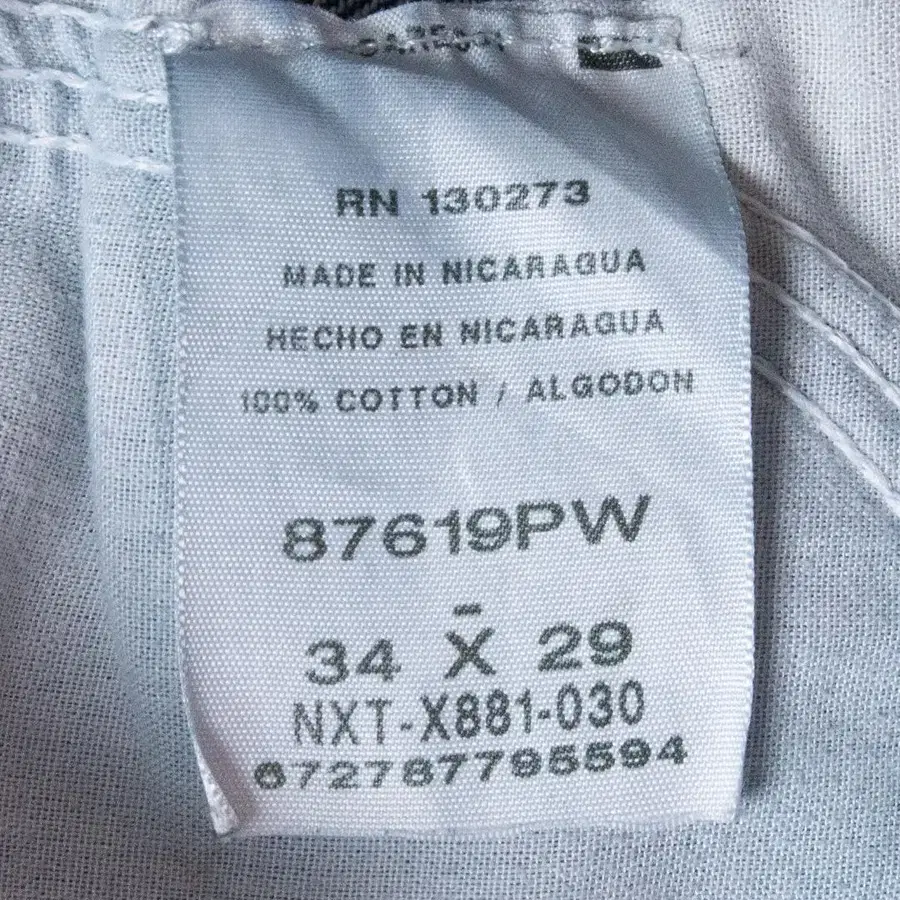 RN 130273
MADE IN NICARAGUA
HECHO EN NICARAGUA
100% COTTON / ALGODON
87619PW
-
34 X 29
NXT-X881-030
672787795594